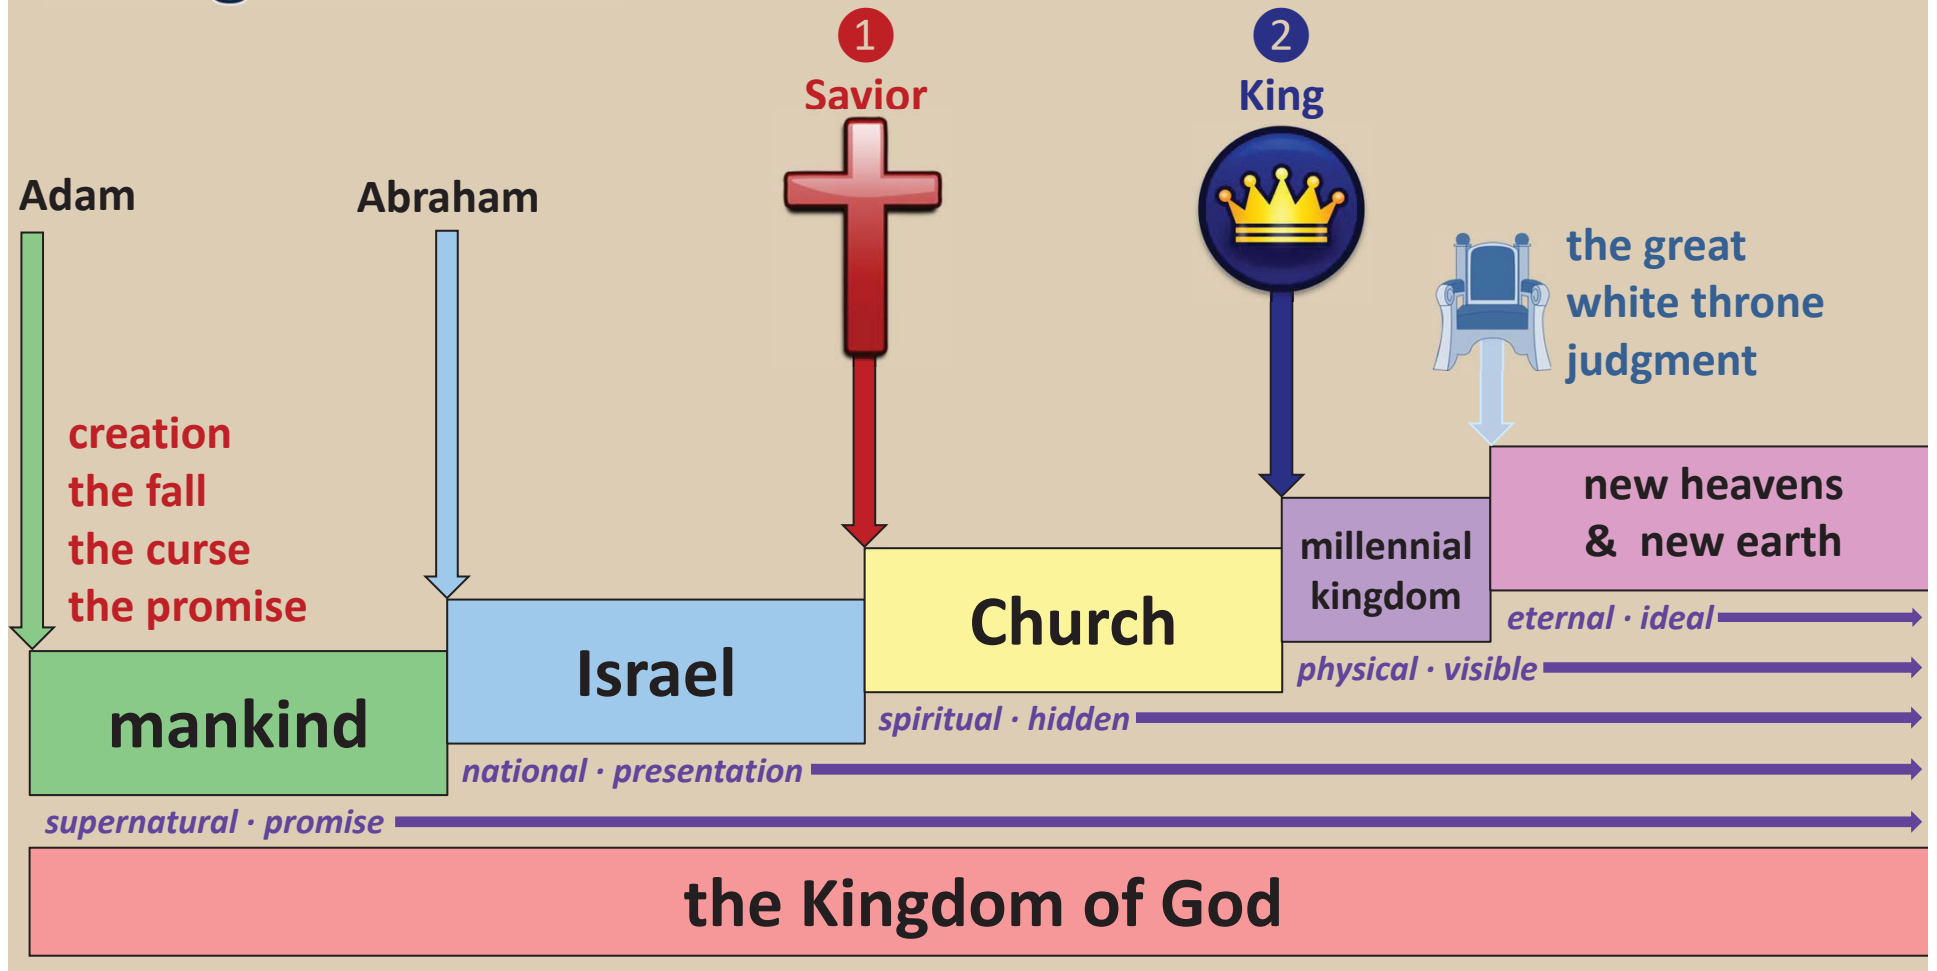 1
Savior
2
King
Adam
Abraham
the great
white throne
judgment
creation
the fall
the curse
the promise
mankind
Israel
Church
millennial
kingdom
new heavens
& new earth
eternal · ideal
physical · visible
spiritual · hidden
national · presentation
supernatural · promise
the Kingdom of God